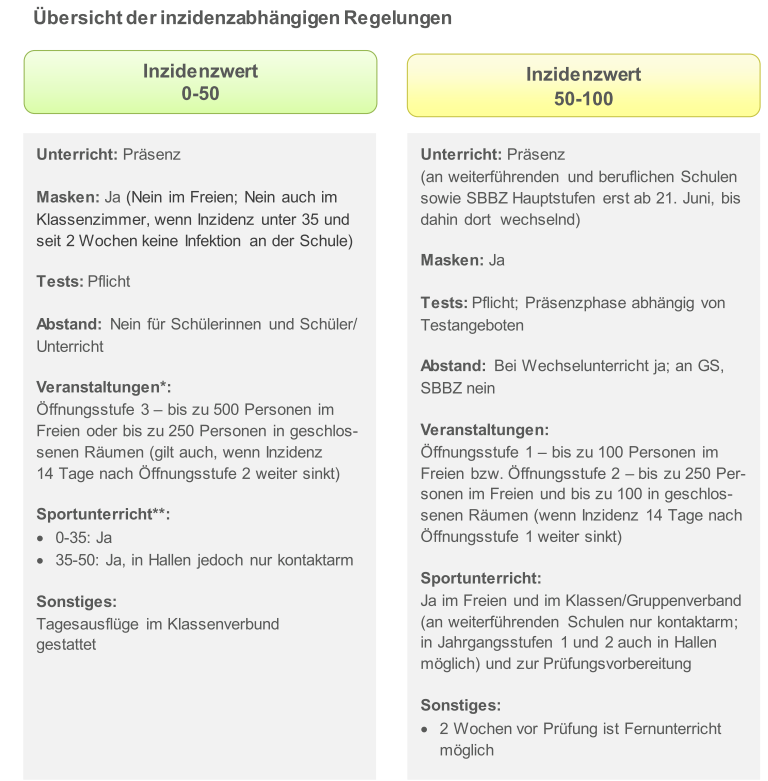 Übersicht der inzidenzabhängigen Regelungen
Inzidenzwert
0-50
Unterricht: Präsenz
Masken: Ja (Nein im Freien; Nein auch im
Klassenzimmer, wenn Inzidenz unter 35 und
seit 2 Wochen keine Infektion an der Schule)
Tests: Pflicht
Abstand: Nein für Schülerinnen und Schüler/
Unterricht
Veranstaltungen*:
Öffnungsstufe 3 – bis zu 500 Personen im
Freien oder bis zu 250 Personen in geschlos-
senen Räumen (gilt auch, wenn Inzidenz
14 Tage nach Öffnungsstufe 2 weiter sinkt)
Sportunterricht**:
• 0-35: Ja
• 35-50: Ja, in Hallen jedoch nur kontaktarm
Sonstiges:
Tagesausflüge im Klassenverbund
gestattet
Inzidenzwert
50-100
Unterricht: Präsenz
(an weiterführenden und beruflichen Schulen
sowie SBBZ Hauptstufen erst ab 21. Juni, bis
dahin dort wechselnd)
Masken: Ja
Tests: Pflicht; Präsenzphase abhängig von
Testangeboten
Abstand: Bei Wechselunterricht ja; an GS,
SBBZ nein
Veranstaltungen:
Öffnungsstufe 1 – bis zu 100 Personen im
Freien bzw. Öffnungsstufe 2 – bis zu 250 Per-
sonen im Freien und bis zu 100 in geschlos-
senen Räumen (wenn Inzidenz 14 Tage nach
Öffnungsstufe 1 weiter sinkt)
Sportunterricht:
Ja im Freien und im Klassen/Gruppenverband
(an weiterführenden Schulen nur kontaktarm;
in Jahrgangsstufen 1 und 2 auch in Hallen
möglich) und zur Prüfungsvorbereitung
Sonstiges:
• 2 Wochen vor Prüfung ist Fernunterricht
möglich